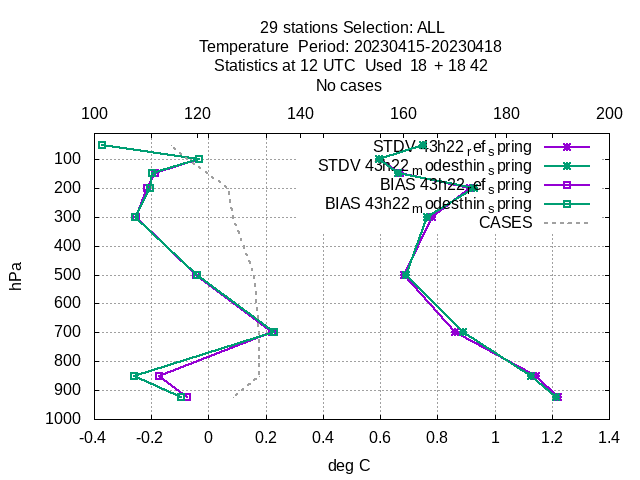 29 stations Selection: ALL
Temperature Period: 20230415-20230418
Statistics at 12 UTC Used 18 + 18 42
No cases
100 120 140 160 180 200
STDV 43h22_ref_spring
STDV 43h22_modesthin_spring
BIAS 43h22_ref_spring
BIAS 43h22_modesthin_spring
CASES
hPa
100
200
300
400
500
600
700
800
900
1000
-0.4 -0.2 0 0.2 0.4 0.6 0.8 1 1.2 1.4
deg C